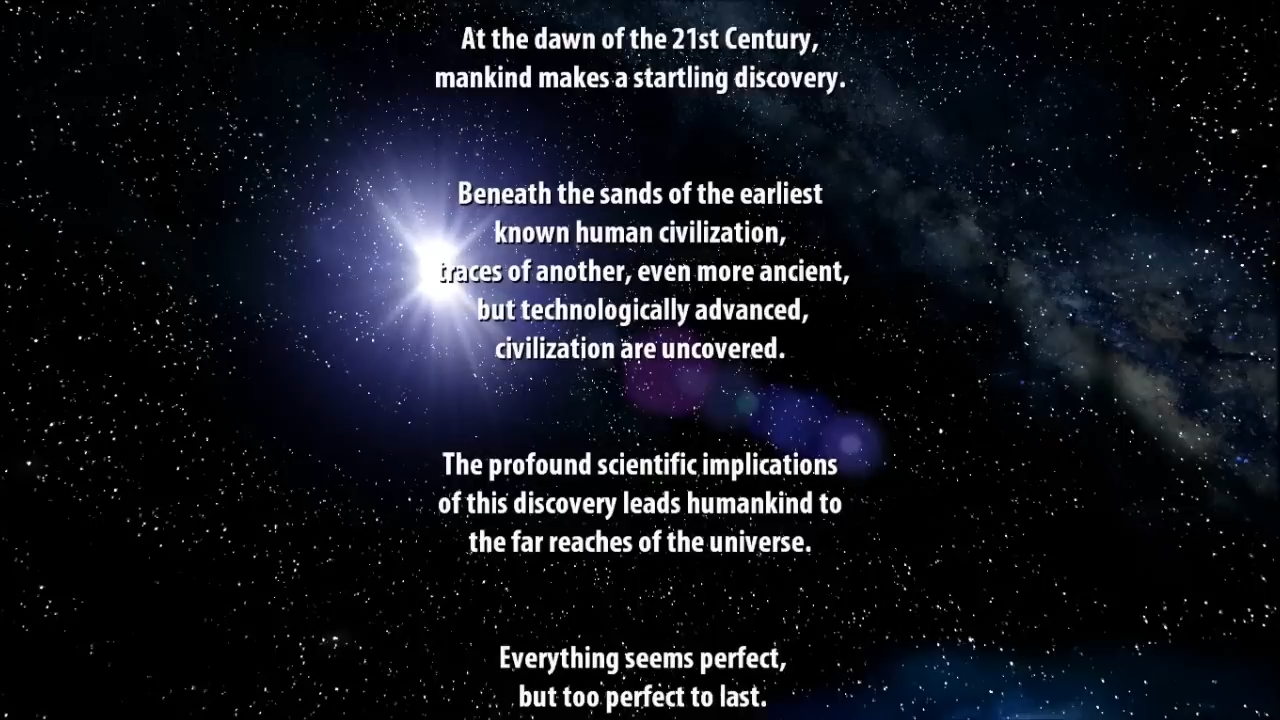 At the dawn of the 21st Century,
mankind makes a startling discovery.
Beneath the sands of the earliest
known human civilization,
traces of another, even more ancient,
but technologically advanced,
civilization are uncovered.
The profound scientific implications
of this discovery leads humankind to
the far reaches of the universe.
Everything seems perfect,
but too perfect to last.